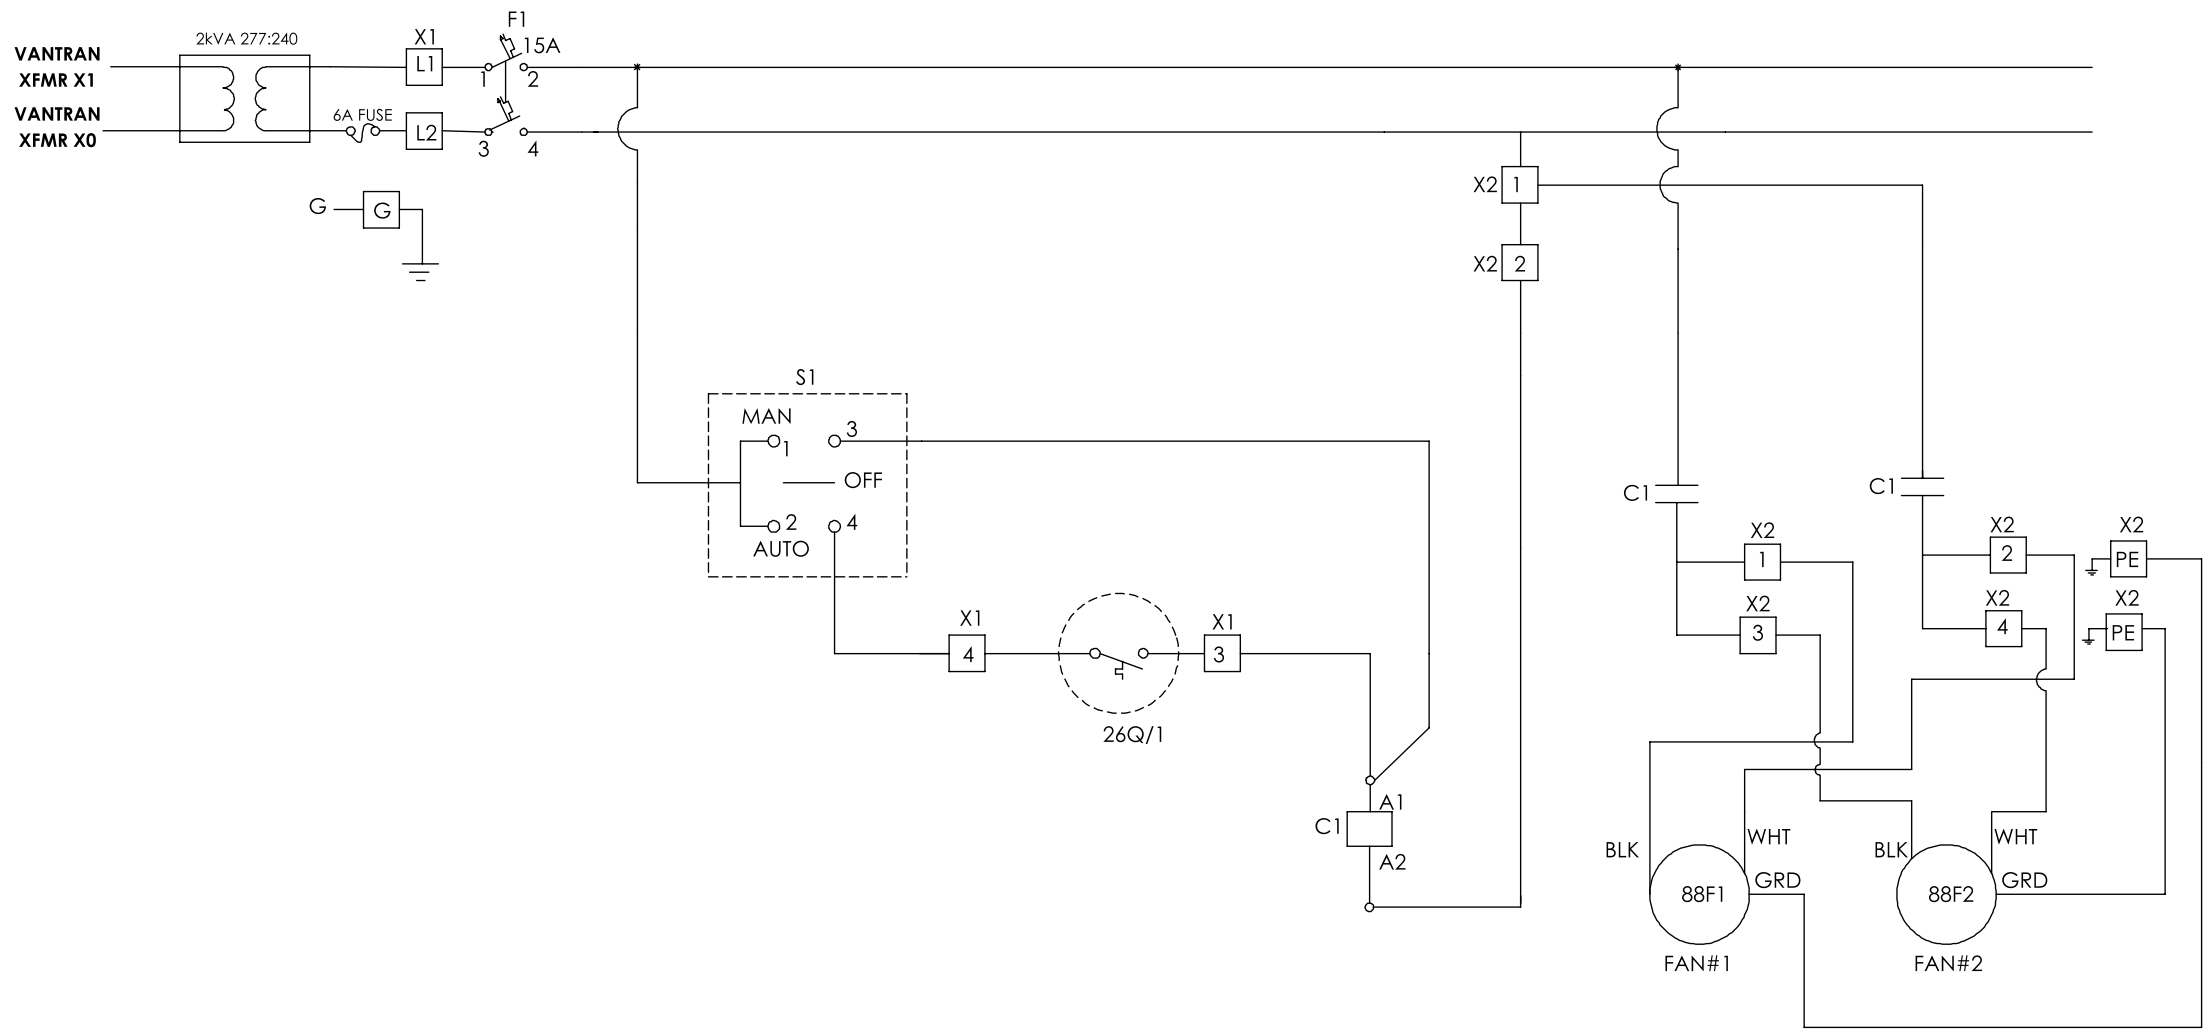 F1
2kVA 277:240
X1
15A
VANTRAN
XFMR X1
L1
1
2
VANTRAN
XFMR X0
6A FUSE
L2
3
4
G
G
X2
1
X2
2
S1
MAN
1
3
OFF
2
4
AUTO
C1
C1
X2
1
X2
2
X2
PE
X2
3
X2
4
X2
PE
X1
4
X1
3
26Q/1
A1
C1
A2
BLK
WHT
GRD
88F1
FAN#1
BLK
WHT
GRD
88F2
FAN#2